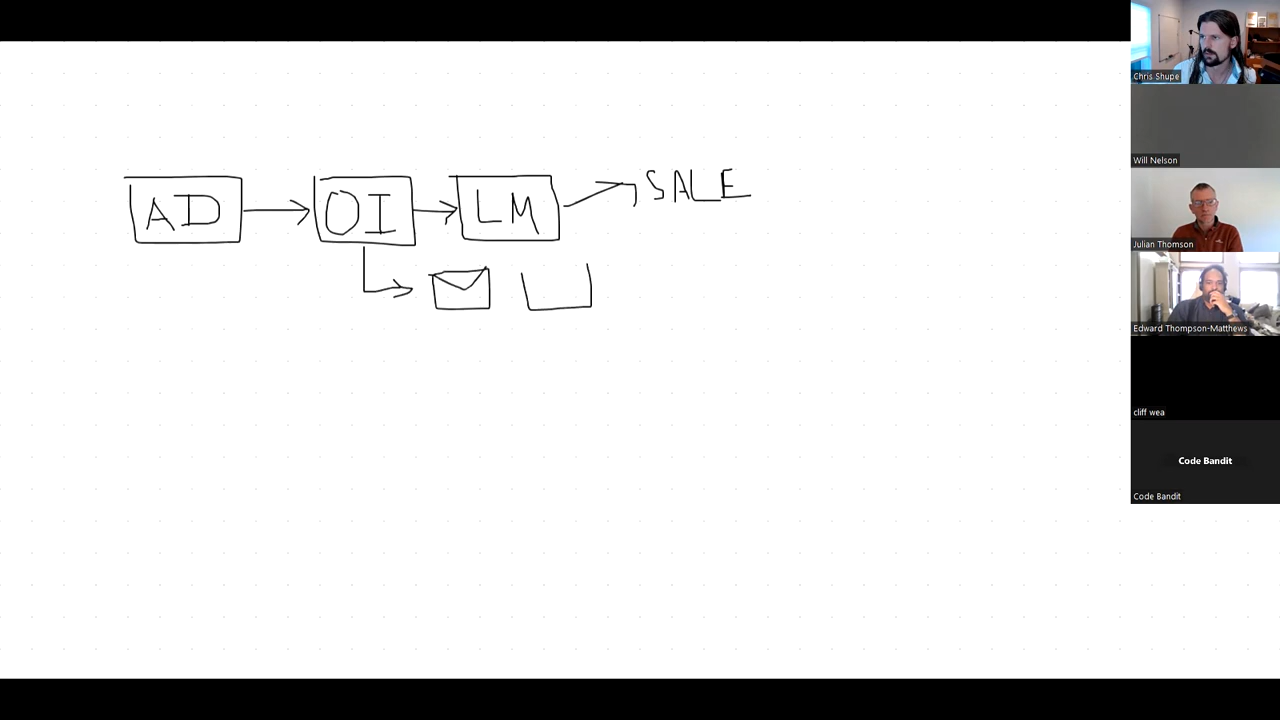 AD OI LM SALE
Chris Shupe
Will Nelson
Julian Thomson
Edward Thompson-Matthews
cliff wea
Code Bandit
Code Bandit